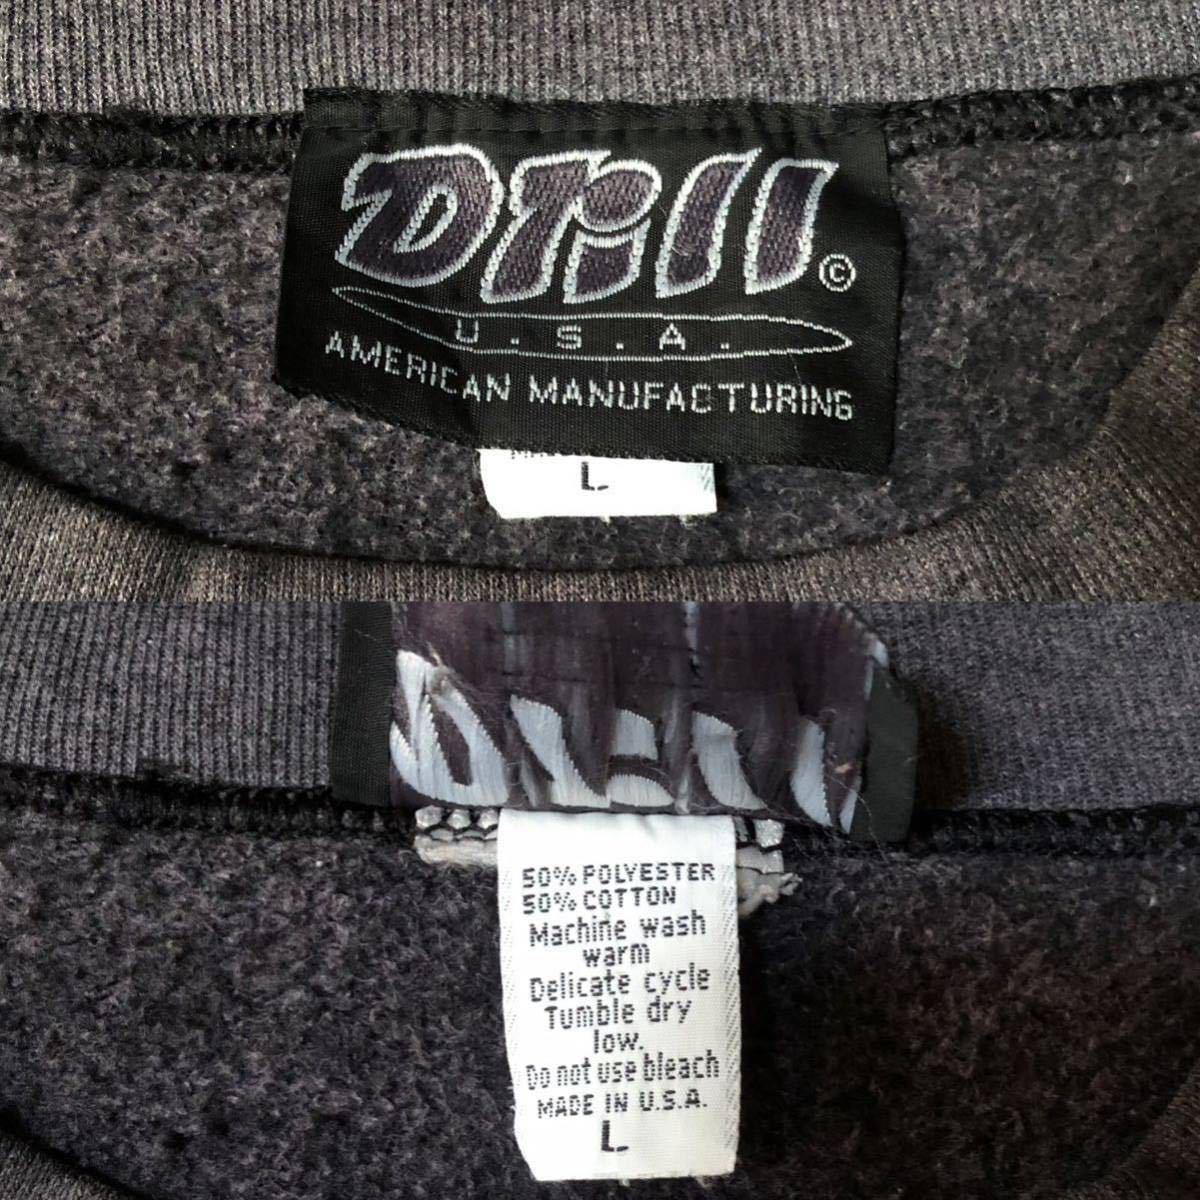 Drill ©
U.S.A.
AMERICAN MANUFACTURING
L
50% POLYESTER
50% COTTON
Machine wash
warm
Delicate cycle
Tumble dry
low.
Do not use bleach
MADE IN U.S.A.
L